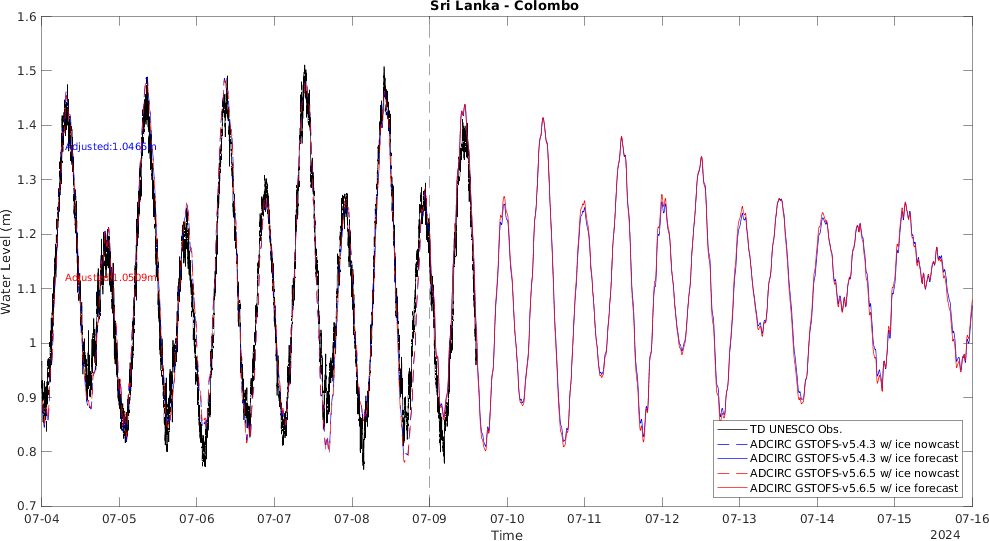 Sri Lanka - Colombo
1.6
1.5
1.4
1.3
1.2
1.1
1
0.9
0.8
0.7
Water Level (m)
Adjusted:1.0465m
Adjusted:1.0509m
TD UNESCO Obs.
ADCIRC GSTOFS-v5.4.3 w/ ice nowcast
ADCIRC GSTOFS-v5.4.3 w/ ice forecast
ADCIRC GSTOFS-v5.6.5 w/ ice nowcast
ADCIRC GSTOFS-v5.6.5 w/ ice forecast
07-04 07-05 07-06 07-07 07-08 07-09 07-10 07-11 07-12 07-13 07-14 07-15 07-16
Time
2024